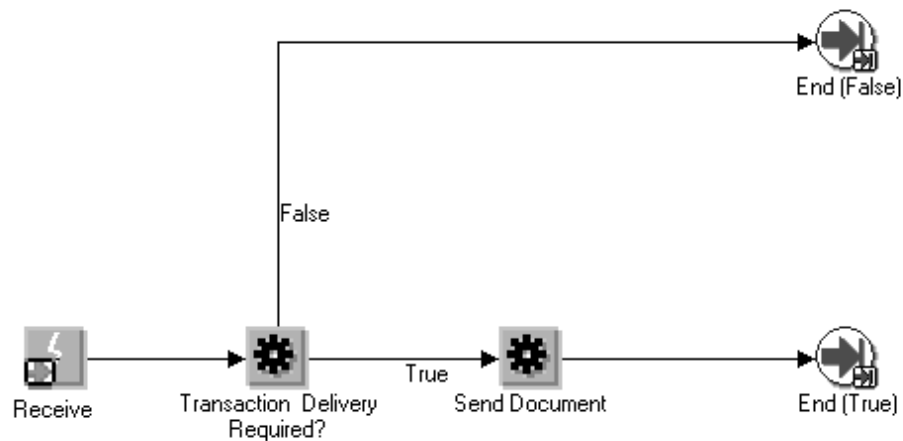 End (False)
False
True
Receive
Transaction Delivery
Required?
Send Document
End (True)